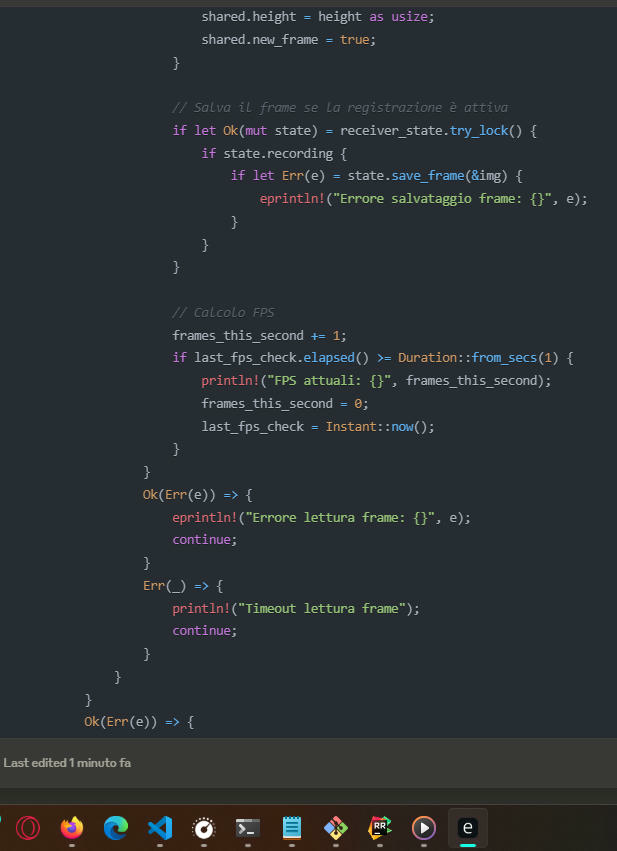 shared.height = height as usize;
shared.new_frame = true;
}
// Salva il frame se la registrazione è attiva
if let Ok(mut state) = receiver_state.try_lock() {
if state.recording {
if let Err(e) = state.save_frame(&img) {
eprintln!("Errore salvataggio frame: {}", e);
}
}
}
// Calcolo FPS
frames_this_second += 1;
if last_fps_check.elapsed() >= Duration::from_secs(1) {
println!("FPS attuali: {}", frames_this_second);
frames_this_second = 0;
last_fps_check = Instant::now();
}
}
Ok(Err(e)) => {
eprintln!("Errore lettura frame: {}", e);
continue;
}
Err(_) => {
println!("Timeout lettura frame");
continue;
}
}
}
Ok(Err(e)) => {
Last edited 1 minuto fa
RR
e